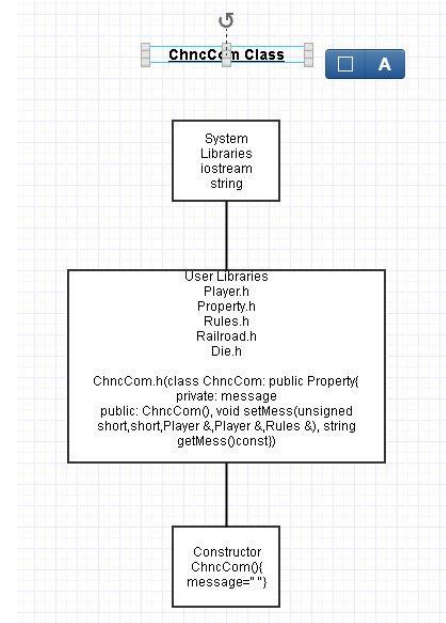 ChncCom Class
A
System
Libraries
iostream
string
User Libraries
Player.h
Property.h
Rules.h
Railroad.h
Die.h
ChncCom.h(class ChncCom: public Property{
private: message
public: ChncCom(), void setMess(unsigned
short,short,Player &,Player &,Rules &), string
getMess()const})
Constructor
ChncCom(){
message=" "}